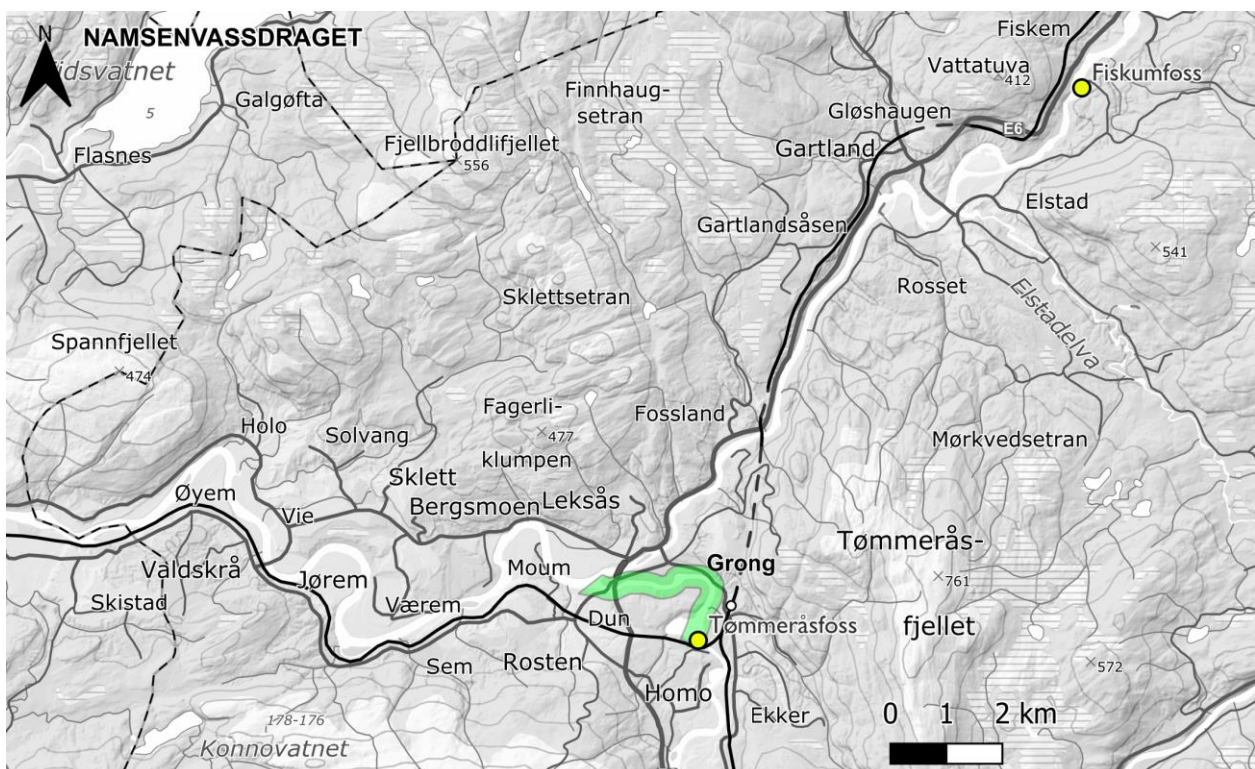 N
NAMSENVASSDRAGET
idsvatnet
5
Galgøfta
Flasnes
Fjellbroddlifjellet
556
Finnhaug-
setran
Fiskem
Vattatuva
412
Fiskumfoss
Gløshaugen
E6
Gartland
Elstad
Gartlandsåsen
541
Rosset
Elstadelva
Sklettsetran
Spannfjellet
474
Fagerli-
477
klumpen
Fossland
Holo
Solvang
Mørkvedsetran
Sklett
Øyem
Bergsmoen
Leksås
Vie
Tømmerås-
761
fjellet
Valdskrå
Jørem
Moum
Grong
Skistad
Værem
Dun
Tømmeråsfoss
Sem
Rosten
572
Homo
Ekker
178-176
Konnovatnet
0 1 2 km